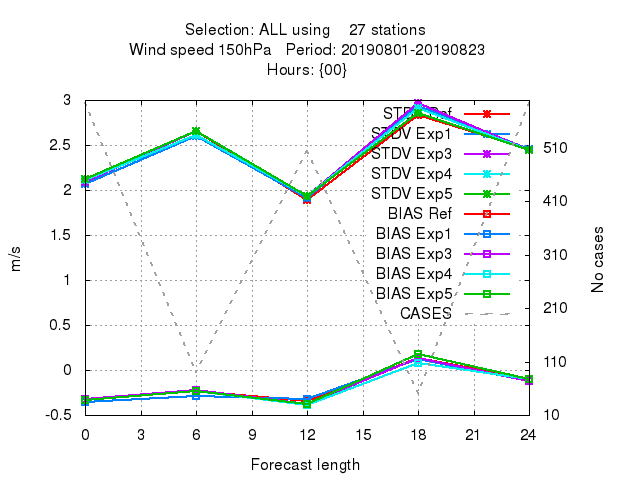 Selection: ALL using 27 stations
Wind speed 150hPa Period: 20190801-20190823
Hours: {00}
3
2.5
2
1.5
1
0.5
0
-0.5
m/s
STDV Ref
STDV Exp1
STDV Exp3
STDV Exp4
STDV Exp5
BIAS Ref
BIAS Exp1
BIAS Exp3
BIAS Exp4
BIAS Exp5
CASES
510
410
310
210
110
10
No cases
0 3 6 9 12 15 18 21 24
Forecast length